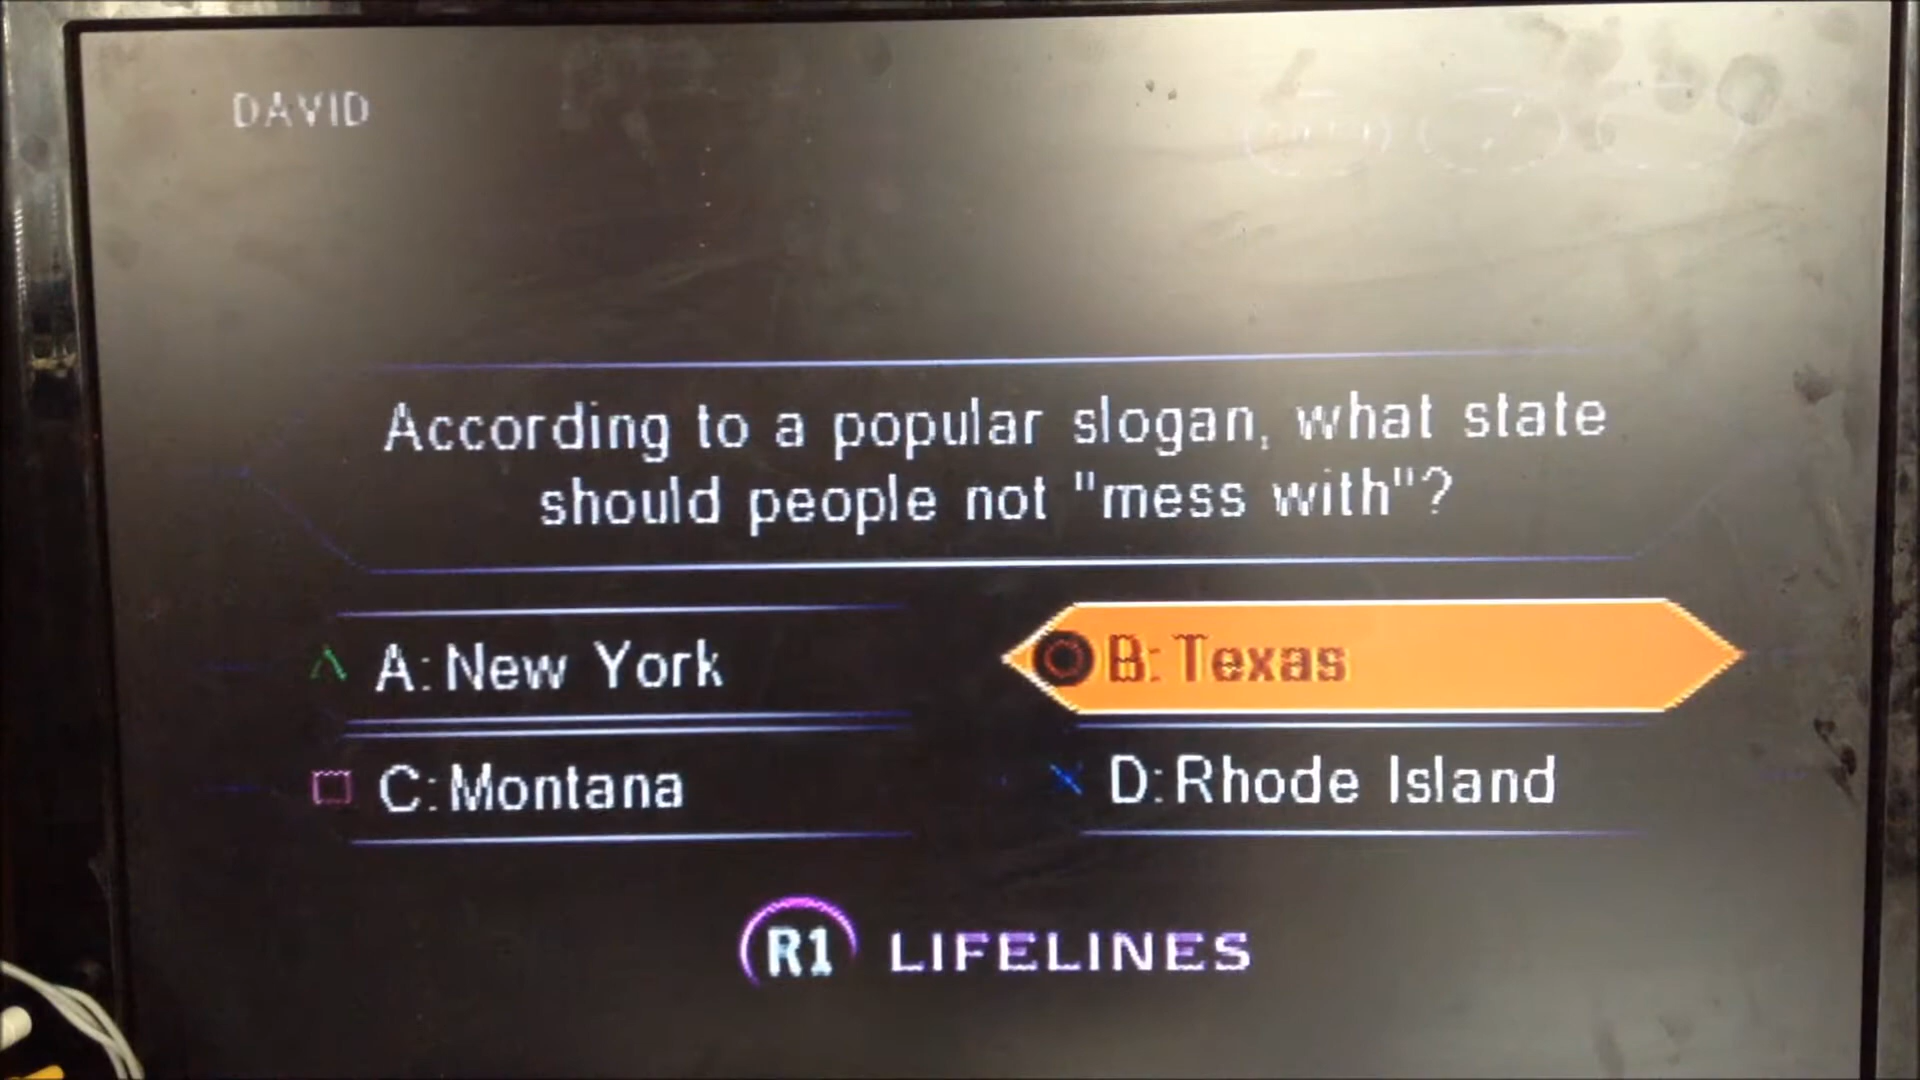 DAVID
According to a popular slogan, what state
should people not "mess with"?
A: New York
B: Texas
C: Montana
D: Rhode Island
R1 LIFELINES